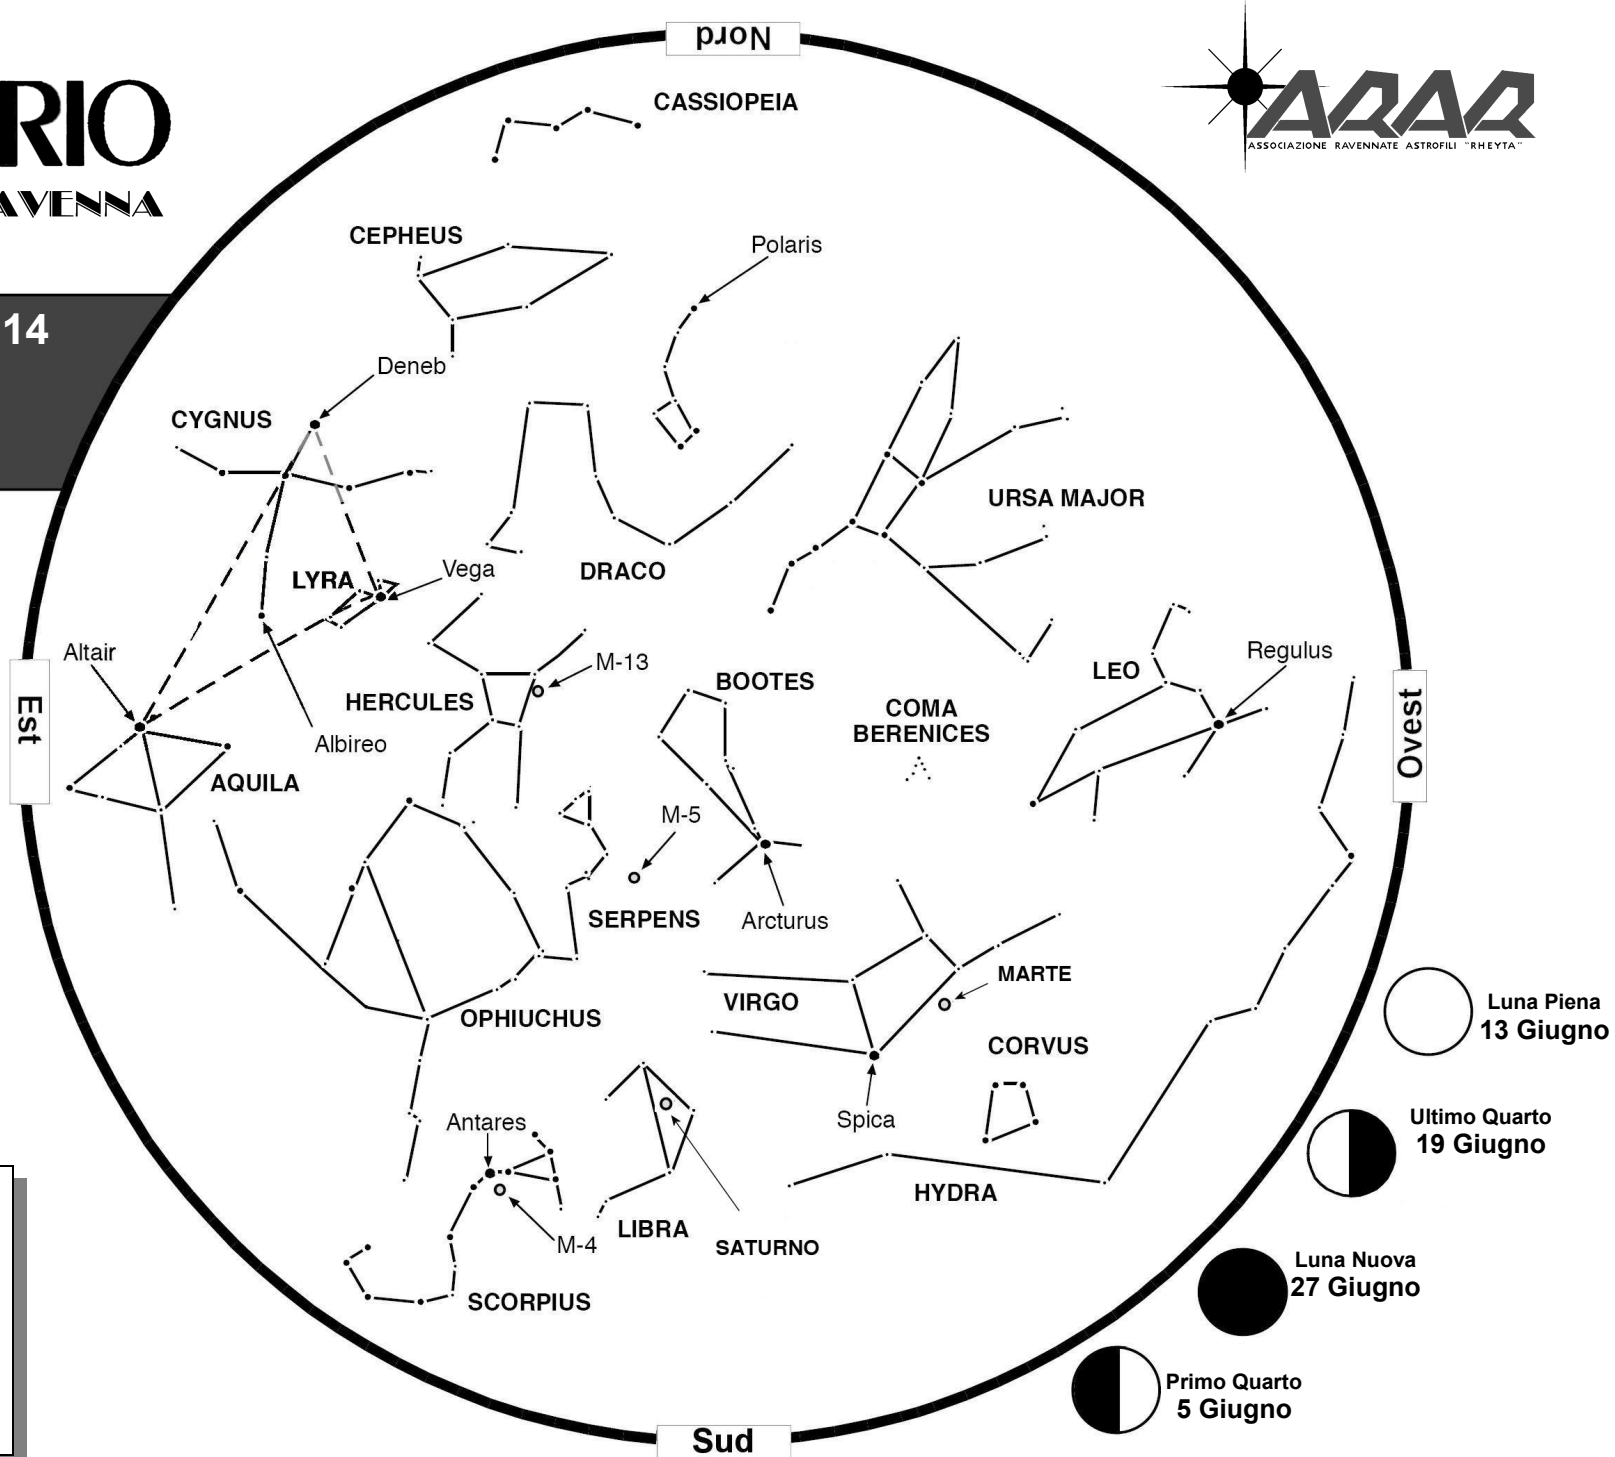 Nord
CASSIOPEIA
ARAR
ASSOCIAZIONE RAVENNATE ASTROFILI "RHEYTA"
RIO
AVENNA
CEPHEUS
Polaris
14
Deneb
CYGNUS
URSA MAJOR
DRACO
LYRA
Vega
Altair
M-13
Regulus
LEO
BOOTES
HERCULES
COMA
BERENICES
Est
Ovest
Albireo
AQUILA
M-5
SERPENS
Arcturus
MARTE
VIRGO
OPHIUCHUS
Luna Piena
13 Giugno
CORVUS
Antares
Spica
Ultimo Quarto
19 Giugno
HYDRA
LIBRA
M-4
SATURNO
SCORPIUS
Luna Nuova
27 Giugno
Primo Quarto
5 Giugno
Sud